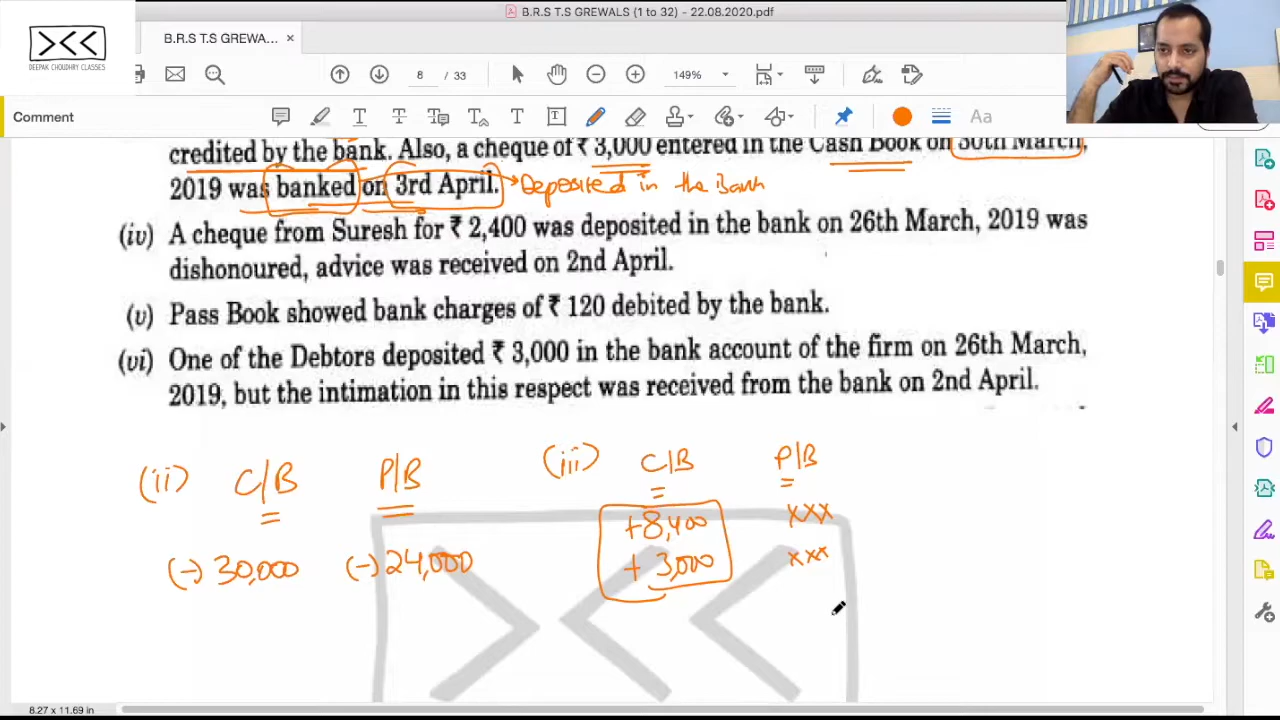 B.R.S T.S GREWALS (1 to 32) - 22.08.2020.pdf
DEEPAK CHOUDHRY CLASSES
B.R.S T.S GREWA... ×
8 / 33
149%
Comment
Aa
credited by the bank. Also, a cheque of ₹ 3,000 entered in the Cash Book on 30th March,
2019 was banked on 3rd April. Deposited in the Bank
(iv) A cheque from Suresh for ₹ 2,400 was deposited in the bank on 26th March, 2019 was
dishonoured, advice was received on 2nd April.
(v) Pass Book showed bank charges of ₹ 120 debited by the bank.
(vi) One of the Debtors deposited ₹ 3,000 in the bank account of the firm on 26th March,
2019, but the intimation in this respect was received from the bank on 2nd April.
(ii) C/B P/B (iii) C/B P/B
+8,400 xxx
(-) 30,000 (-) 24,000 + 3,000 xxx
8.27 x 11.69 in